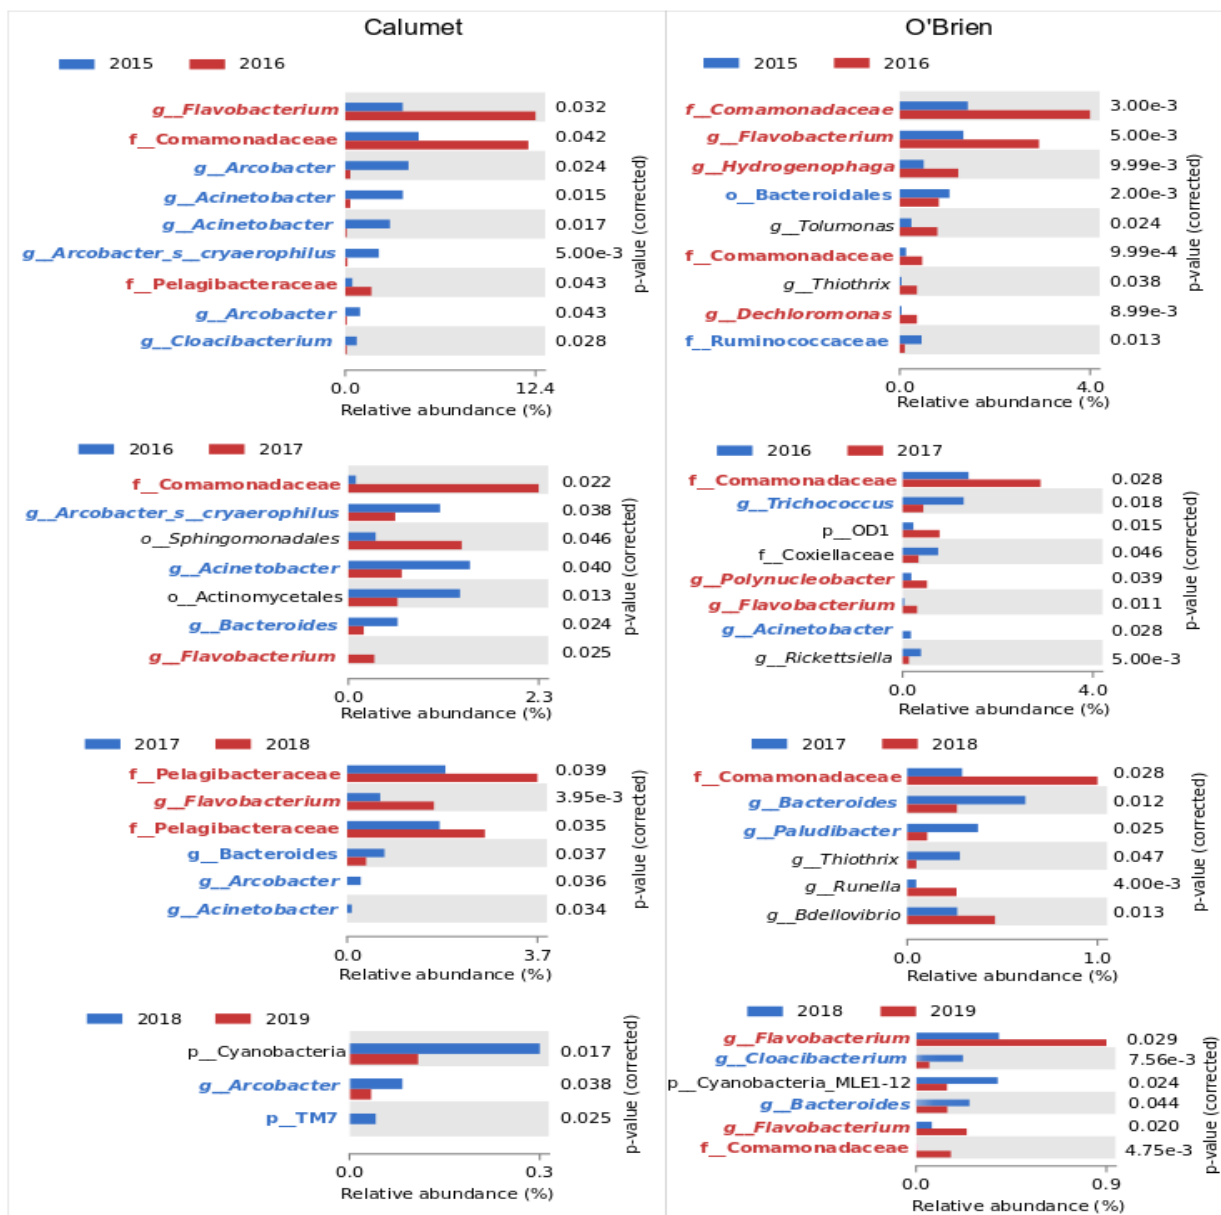 Calumet
2015 2016
g__Flavobacterium 0.032
f__Comamonadaceae 0.042
g__Arcobacter 0.024
g__Acinetobacter 0.015
g__Acinetobacter 0.017
g__Arcobacter_s__cryaerophilus 5.00e-3
f__Pelagibacteraceae 0.043
g__Arcobacter 0.043
g__Cloacibacterium 0.028
p-value (corrected)
0.0 12.4
Relative abundance (%)
2016 2017
f__Comamonadaceae 0.022
g__Arcobacter_s__cryaerophilus 0.038
o__Sphingomonadales 0.046
g__Acinetobacter 0.040
o__Actinomycetales 0.013
g__Bacteroides 0.024
g__Flavobacterium 0.025
p-value (corrected)
0.0 2.3
Relative abundance (%)
2017 2018
f__Pelagibacteraceae 0.039
g__Flavobacterium 3.95e-3
f__Pelagibacteraceae 0.035
g__Bacteroides 0.037
g__Arcobacter 0.036
g__Acinetobacter 0.034
p-value (corrected)
0.0 3.7
Relative abundance (%)
2018 2019
p__Cyanobacteria 0.017
g__Arcobacter 0.038
p__TM7 0.025
p-value (corrected)
0.0 0.3
Relative abundance (%)
O'Brien
2015 2016
f__Comamonadaceae 3.00e-3
g__Flavobacterium 5.00e-3
g__Hydrogenophaga 9.99e-3
o__Bacteroidales 2.00e-3
g__Tolumonas 0.024
f__Comamonadaceae 9.99e-4
g__Thiothrix 0.038
g__Dechloromonas 8.99e-3
f__Ruminococcaceae 0.013
p-value (corrected)
0.0 4.0
Relative abundance (%)
2016 2017
f__Comamonadaceae 0.028
g__Trichococcus 0.018
p__OD1 0.015
f__Coxiellaceae 0.046
g__Polynucleobacter 0.039
g__Flavobacterium 0.011
g__Acinetobacter 0.028
g__Rickettsiella 5.00e-3
p-value (corrected)
0.0 4.0
Relative abundance (%)
2017 2018
f__Comamonadaceae 0.028
g__Bacteroides 0.012
g__Paludibacter 0.025
g__Thiothrix 0.047
g__Runella 4.00e-3
g__Bdellovibrio 0.013
p-value (corrected)
0.0 1.0
Relative abundance (%)
2018 2019
g__Flavobacterium 0.029
g__Cloacibacterium 7.56e-3
p__Cyanobacteria_MLE1-12 0.024
g__Bacteroides 0.044
g__Flavobacterium 0.020
f__Comamonadaceae 4.75e-3
p-value (corrected)
0.0 0.9
Relative abundance (%)